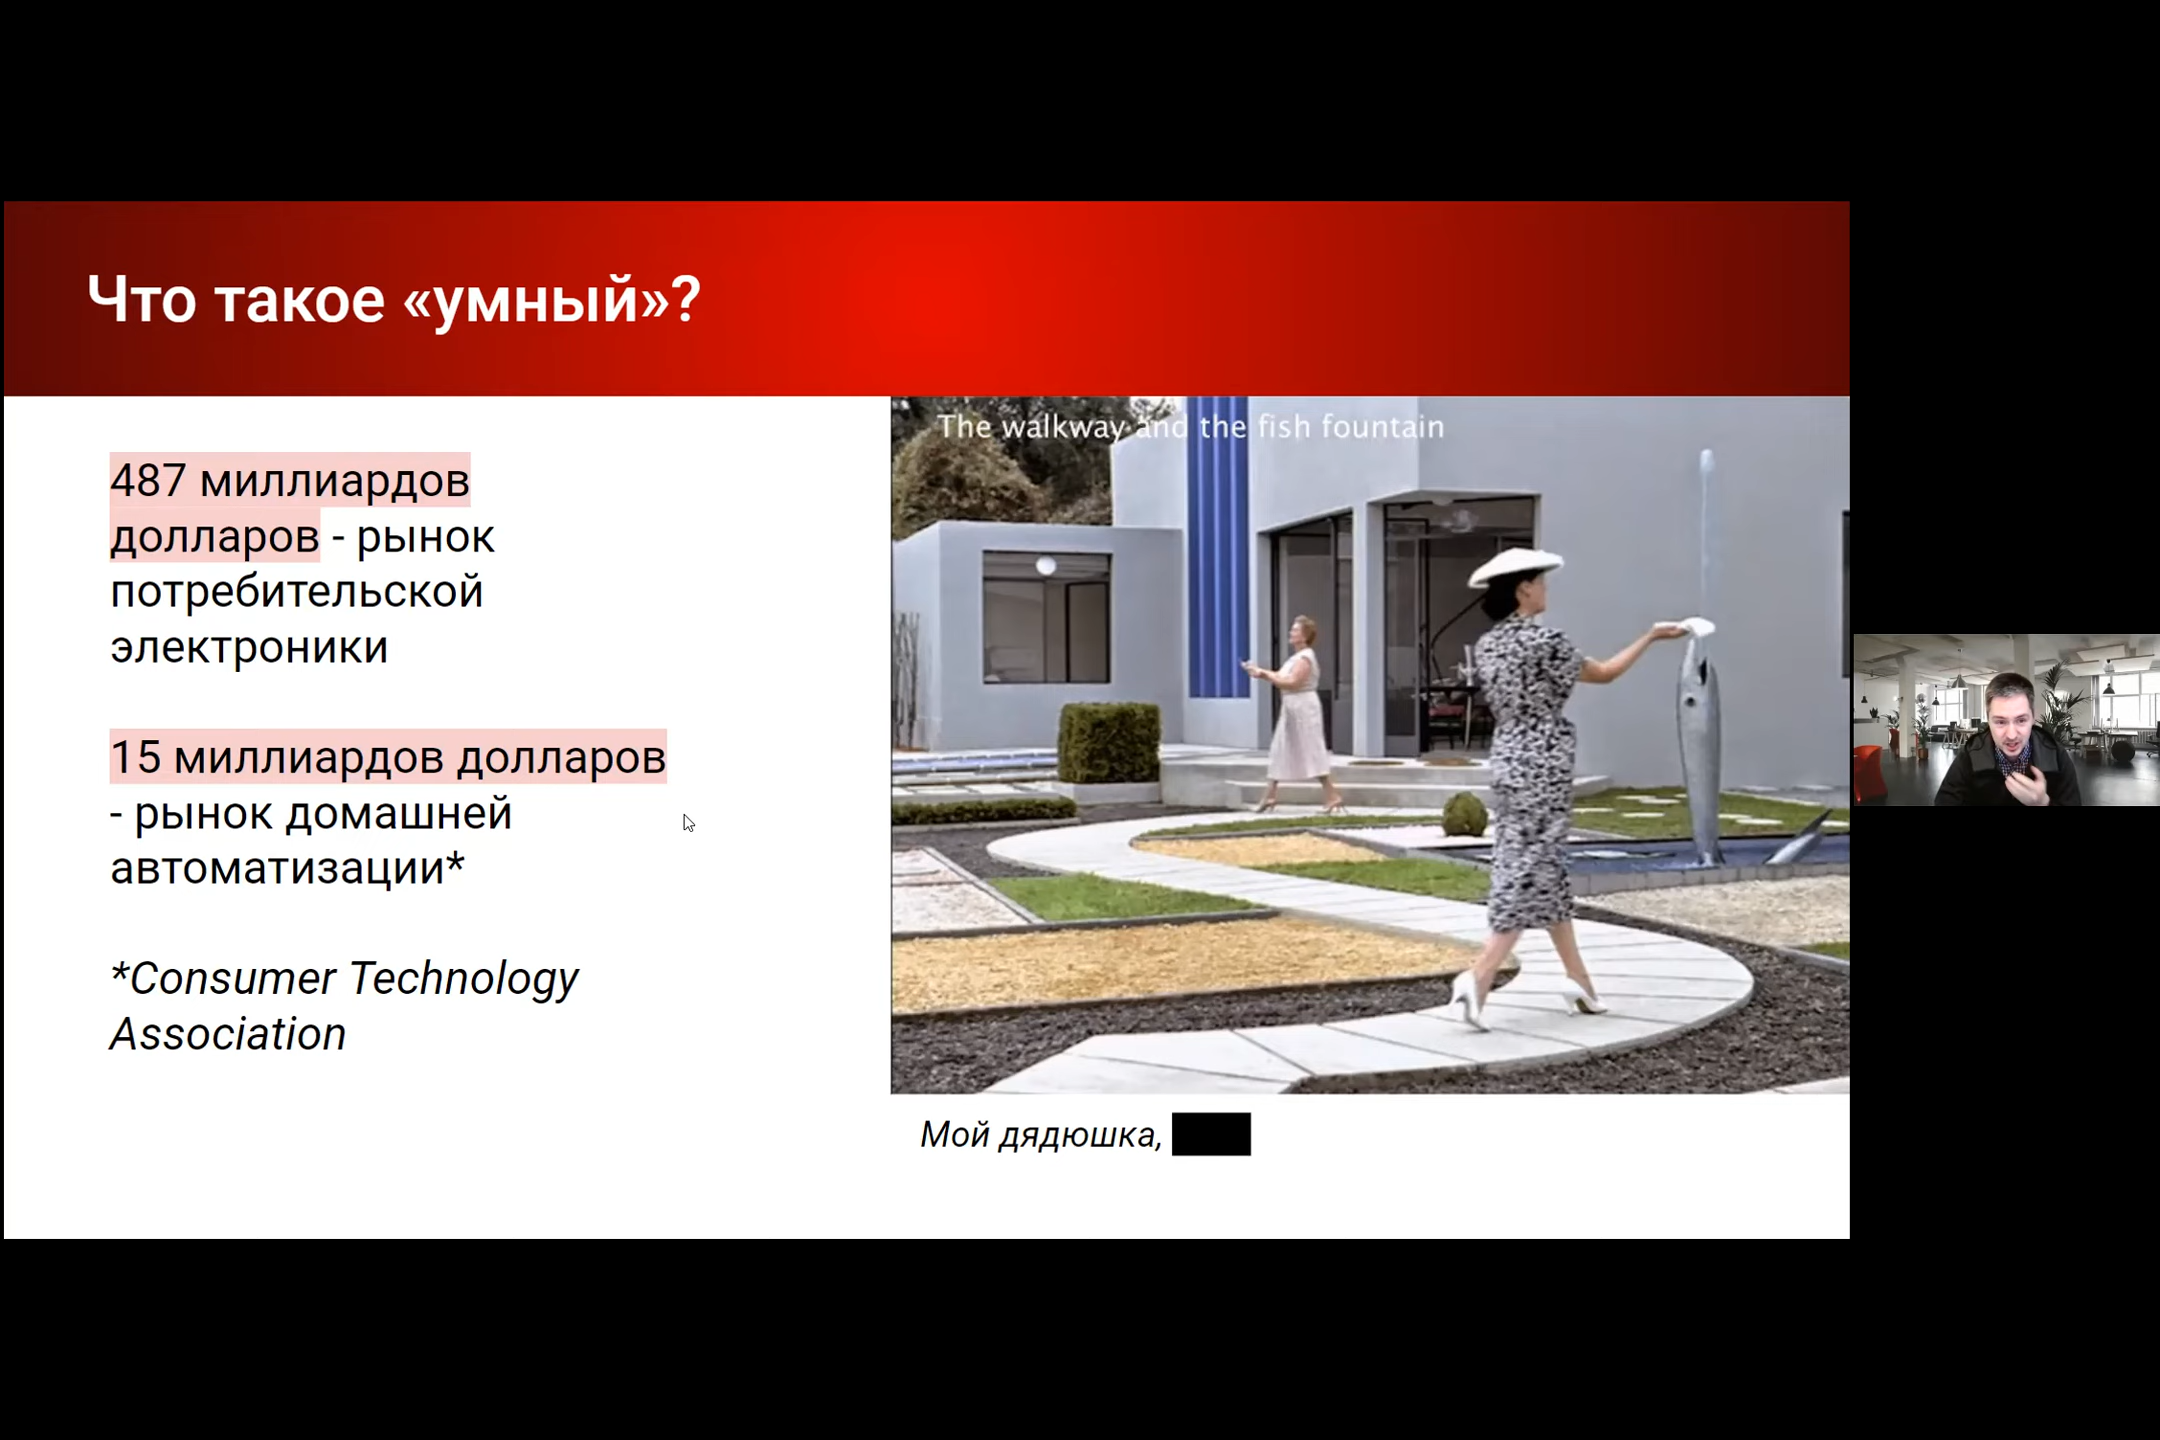 Что такое «умный»?
487 миллиардов
долларов - рынок
потребительской
электроники
15 миллиардов долларов
- рынок домашней
автоматизации*
*Consumer Technology
Association
The walkway and the fish fountain
Мой дядюшка,